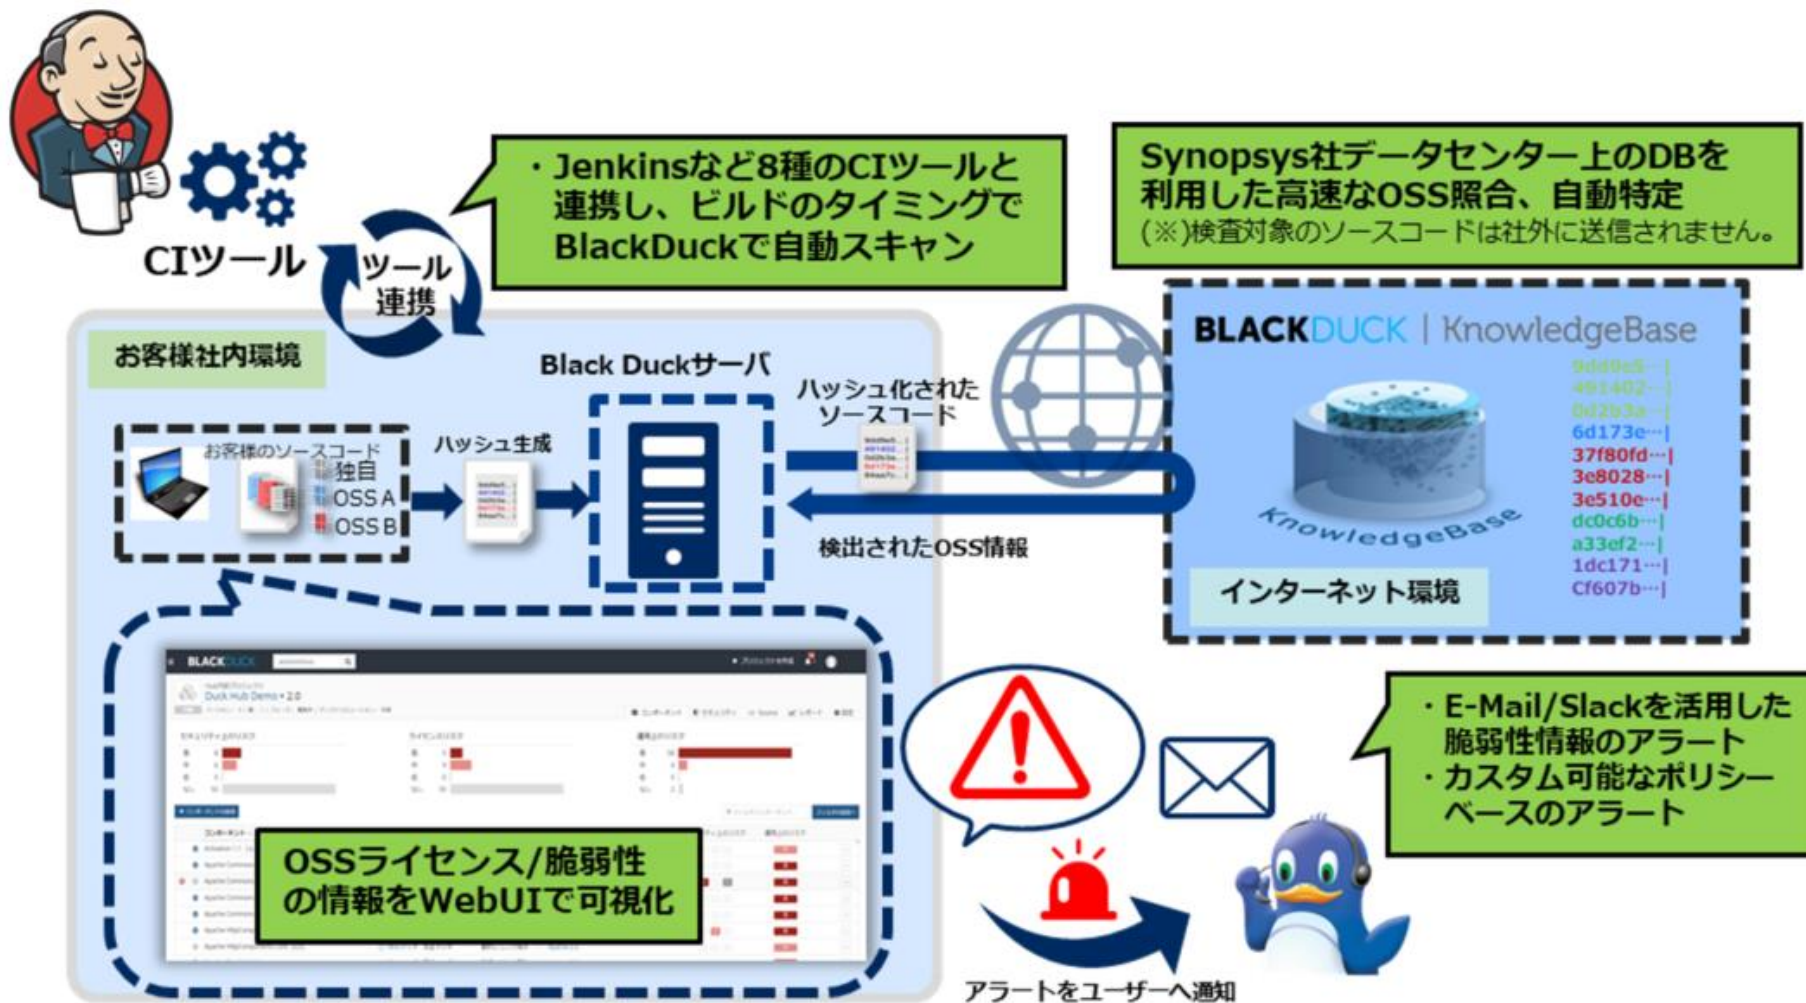 CIツール
ツール
連携
・Jenkinsなど8種のCIツールと
連携し、ビルドのタイミングで
BlackDuckで自動スキャン
Synopsys社データセンター上のDBを
利用した高速なOSS照合、自動特定
(※)検査対象のソースコードは社外に送信されません。
お客様社内環境
お客様のソースコード
独自
OSS A
OSS B
ハッシュ生成
Black Duckサーバ
ハッシュ化された
ソースコード
検出されたOSS情報
BLACKDUCK | KnowledgeBase
9dd9e5…|
491402…|
0d2b3a…|
6d173e…|
37f80fd…|
3e8028…|
3e510e…|
dc0c6b…|
a33ef2…|
1dc171…|
Cf607b…|
KnowledgeBase
インターネット環境
BLACKDUCK
Duck Hub Demo • 2.0
OSSライセンス/脆弱性
の情報をWebUIで可視化
・E-Mail/Slackを活用した
脆弱性情報のアラート
・カスタム可能なポリシー
ベースのアラート
アラートをユーザーへ通知